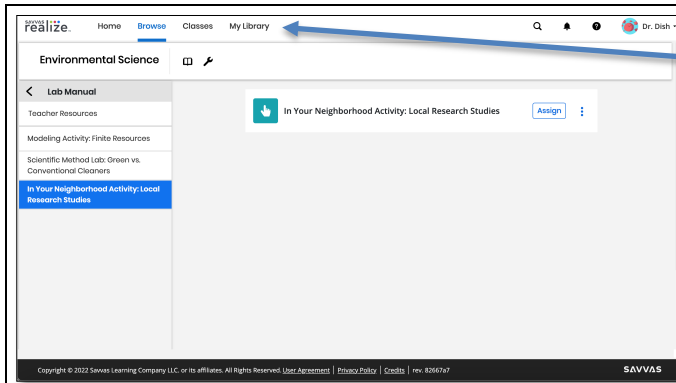 savvas
realize.
Home Browse Classes My Library
Dr. Dish
Environmental Science
Lab Manual
Teacher Resources
Modeling Activity: Finite Resources
Scientific Method Lab: Green vs.
Conventional Cleaners
In Your Neighborhood Activity: Local
Research Studies
In Your Neighborhood Activity: Local Research Studies Assign
Copyright © 2022 Savvas Learning Company LLC, or its affiliates. All Rights Reserved. User Agreement | Privacy Policy | Credits | rev. 82667a7
SAVVAS